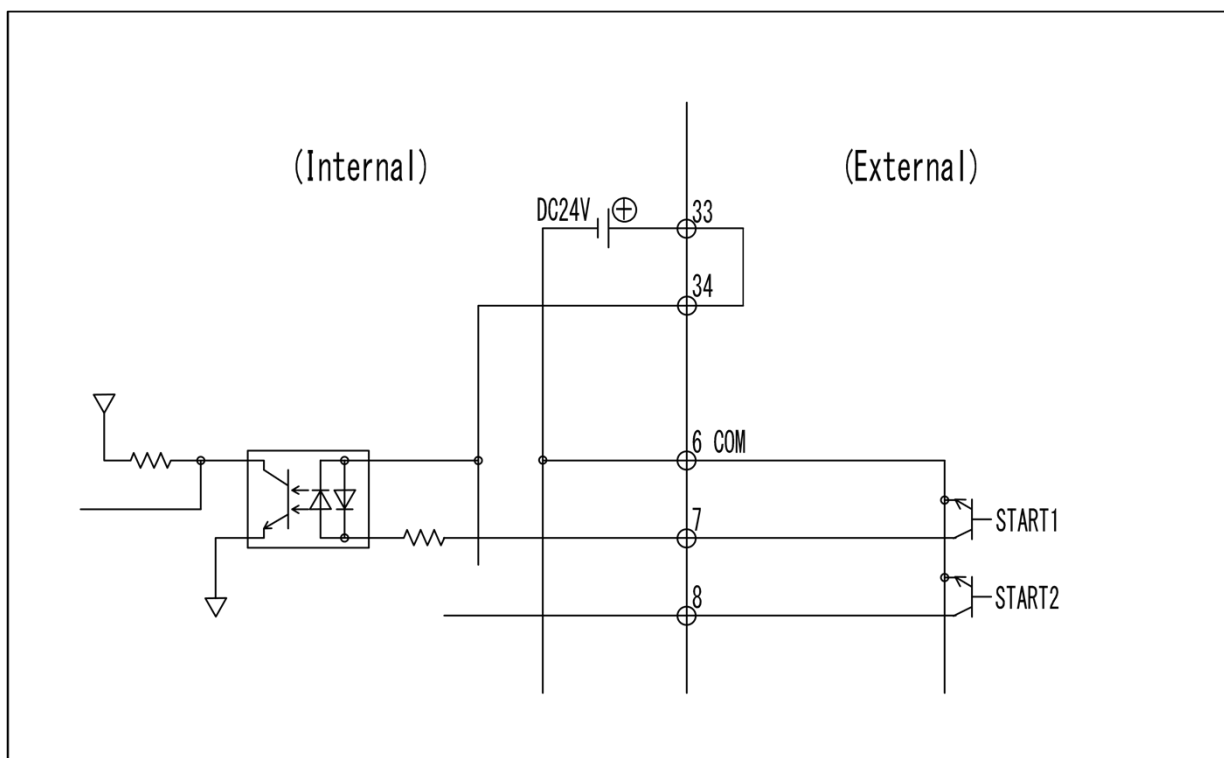 (Internal)
(External)
DC24V ⊕
33
34
6 COM
7
START1
8
START2